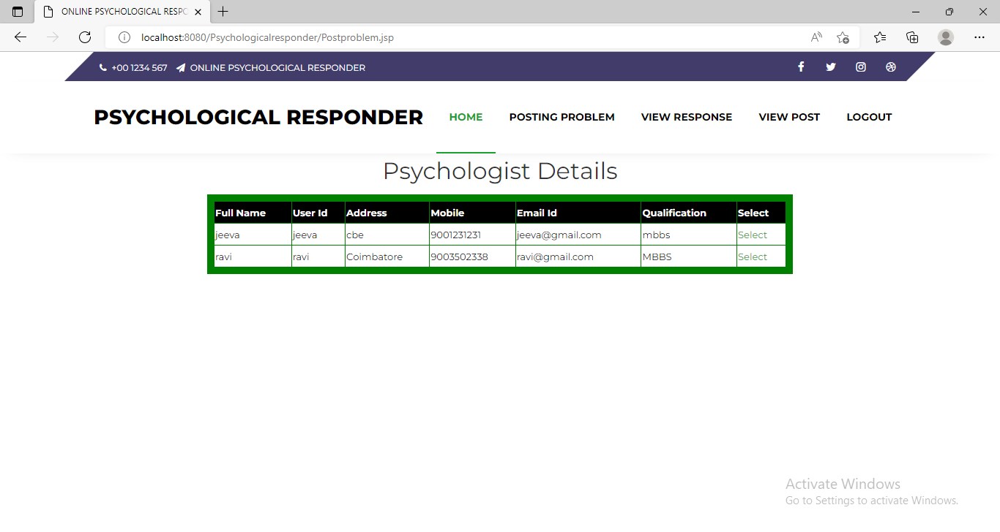 ONLINE PSYCHOLOGICAL RESPO
localhost:8080/Psychologicalresponder/Postproblem.jsp
+00 1234 567 ONLINE PSYCHOLOGICAL RESPONDER
PSYCHOLOGICAL RESPONDER HOME POSTING PROBLEM VIEW RESPONSE VIEW POST LOGOUT
Psychologist Details
Full Name User Id Address Mobile Email Id Qualification Select
jeeva jeeva cbe 9001231231 jeeva@gmail.com mbbs Select
ravi ravi Coimbatore 9003502338 ravi@gmail.com MBBS Select
Activate Windows
Go to Settings to activate Windows.